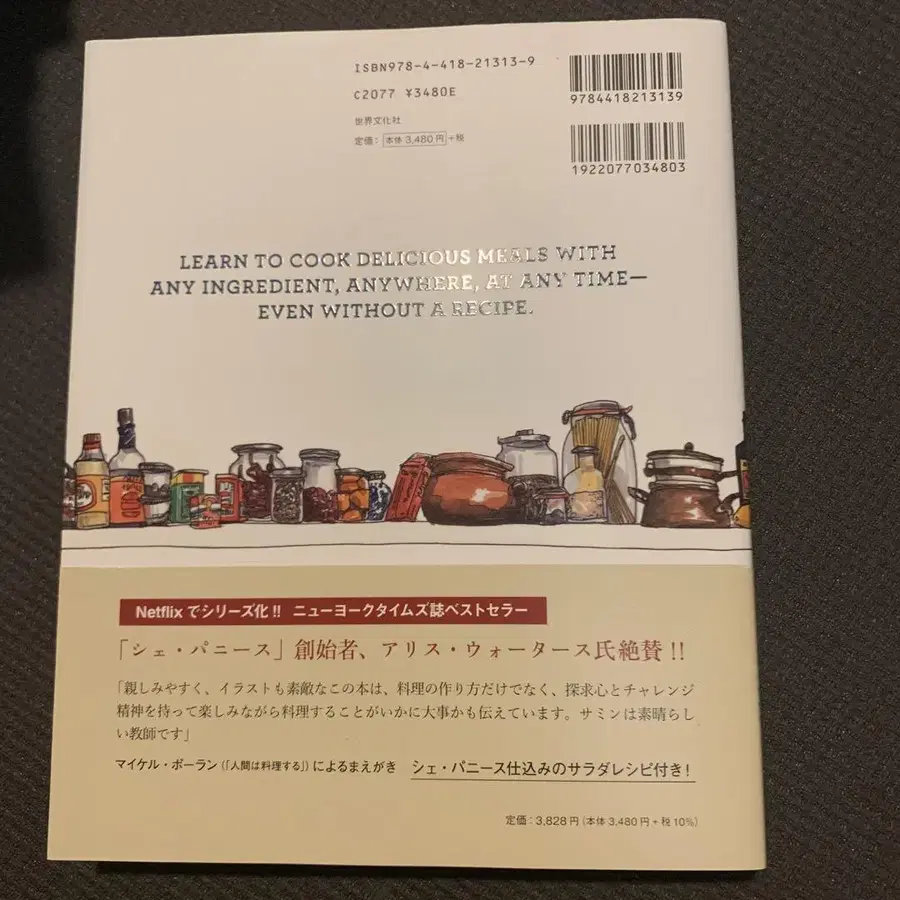 ISBN978-4-418-21313-9
C2077 ¥3480E
世界文化社
定価：本体 3,480 円+税
9784418213139
1922077034803
LEARN TO COOK DELICIOUS MEALS WITH
ANY INGREDIENT, ANYWHERE, AT ANY TIME—
EVEN WITHOUT A RECIPE.
Netflix でシリーズ化!! ニューヨークタイムズ誌ベストセラー
「シェ・パニース」創始者、アリス・ウォータース氏絶賛!!
「親しみやすく、イラストも素敵なこの本は、料理の作り方だけでなく、探求心とチャレンジ
精神を持って楽しみながら料理することがいかに大事かも伝えています。サミンは素晴らし
い教師です」
マイケル・ポーラン（『人間は料理する』）によるまえがき シェ・パニース仕込みのサラダレシピ付き!
定価：3,828 円（本体 3,480 円 + 税 10%）